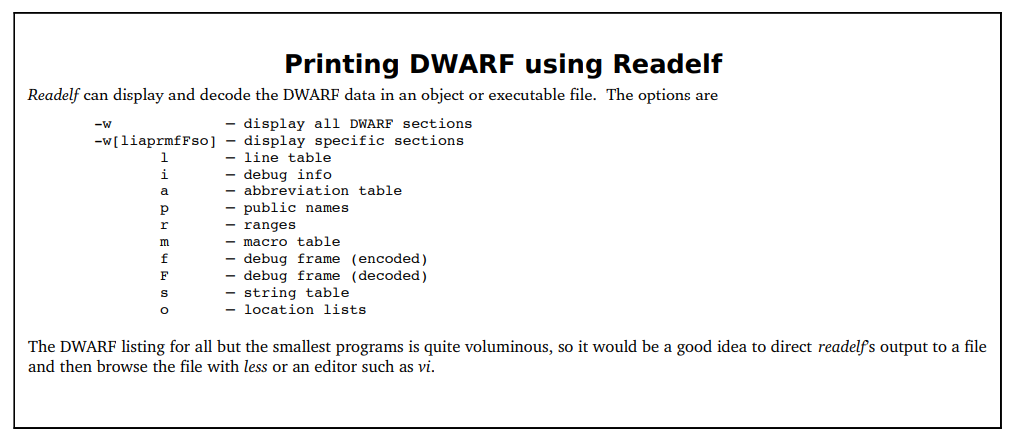 Printing DWARF using Readelf
Readelf can display and decode the DWARF data in an object or executable file.  The options are
-w — display all DWARF sections
-w[liaprmfFso] — display specific sections
l — line table
i — debug info
a — abbreviation table
p — public names
r — ranges
m — macro table
f — debug frame (encoded)
F — debug frame (decoded)
s — string table
o — location lists
The DWARF listing for all but the smallest programs is quite voluminous, so it would be a good idea to direct readelf's output to a file
and then browse the file with less or an editor such as vi.